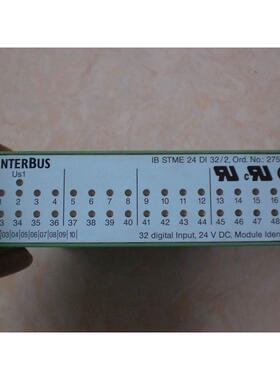 INTERBUS
IB STME 24 DI 32/2, Ord. No.: 275
Us1
1 2 3 4 5 6 7 8 9 10 11 12 13 14 15 16
33 34 35 36 37 38 39 40 41 42 43 44 45 46 47 48
|03|04|05|06|07|08|09|10|
32 digital Input, 24 V DC, Module Iden